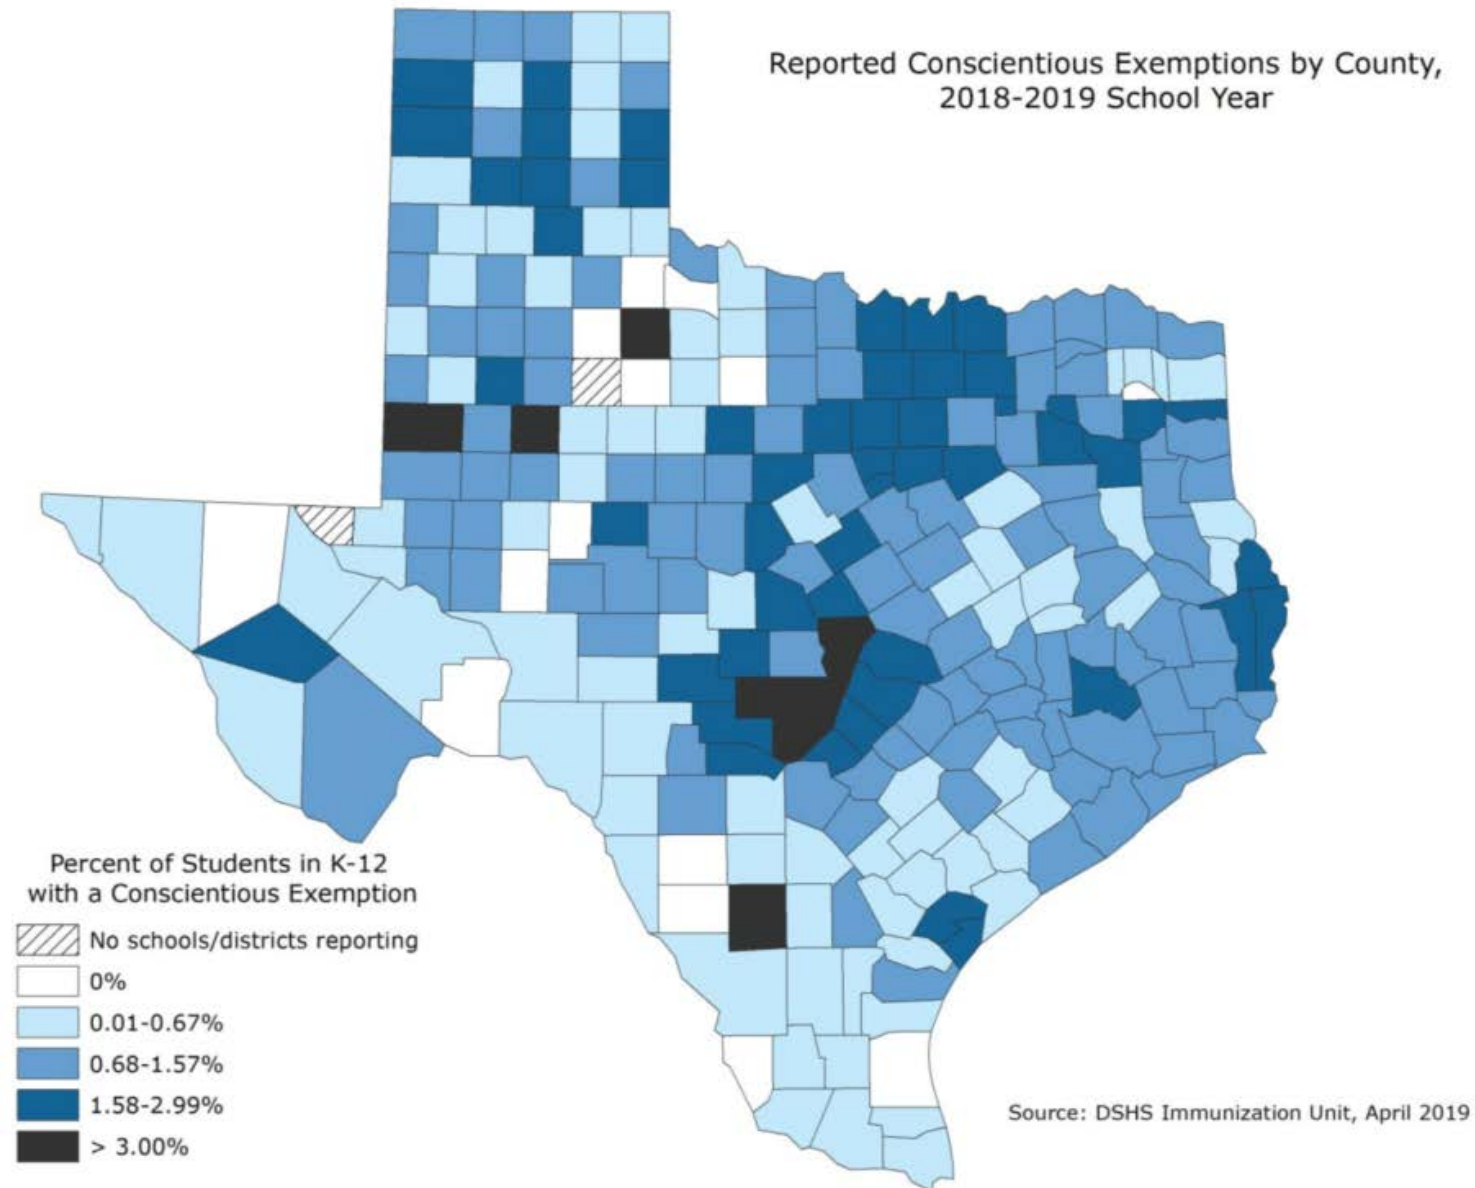 Reported Conscientious Exemptions by County,
2018-2019 School Year
Percent of Students in K-12
with a Conscientious Exemption
No schools/districts reporting
0%
0.01-0.67%
0.68-1.57%
1.58-2.99%
> 3.00%
Source: DSHS Immunization Unit, April 2019